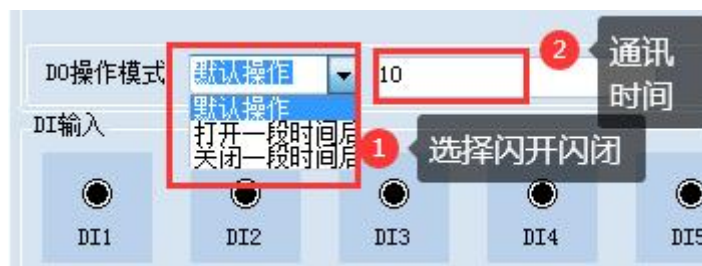 DO操作模式 默认操作 10
默认操作
打开一段时间后
关闭一段时间后
DI输入
1 选择闪开闪闭
2 通讯
时间
DI1 DI2 DI3 DI4 DI5